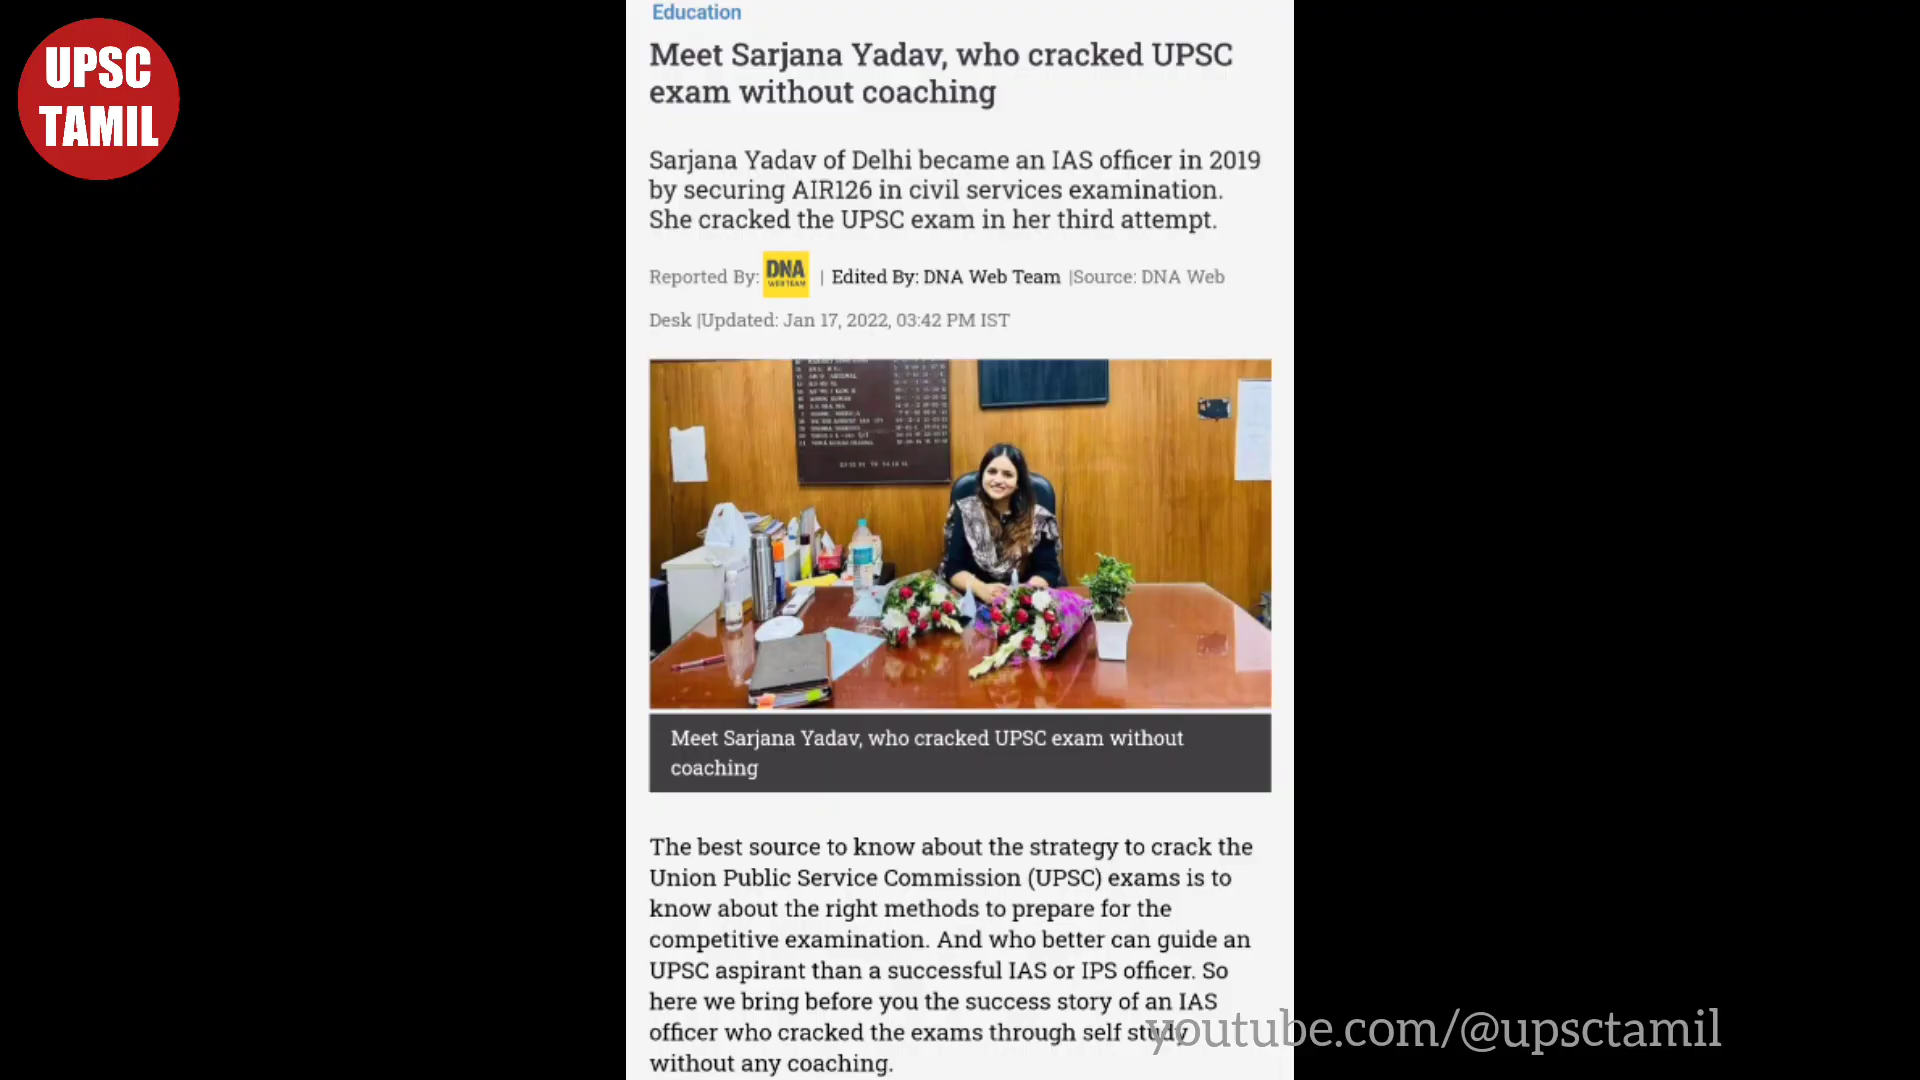 UPSC
TAMIL
Education
Meet Sarjana Yadav, who cracked UPSC
exam without coaching
Sarjana Yadav of Delhi became an IAS officer in 2019
by securing AIR126 in civil services examination.
She cracked the UPSC exam in her third attempt.
Reported By: DNA WEB TEAM | Edited By: DNA Web Team |Source: DNA Web
Desk |Updated: Jan 17, 2022, 03:42 PM IST
Meet Sarjana Yadav, who cracked UPSC exam without
coaching
The best source to know about the strategy to crack the
Union Public Service Commission (UPSC) exams is to
know about the right methods to prepare for the
competitive examination. And who better can guide an
UPSC aspirant than a successful IAS or IPS officer. So
here we bring before you the success story of an IAS
officer who cracked the exams through self study
without any coaching.
youtube.com/@upsctamil